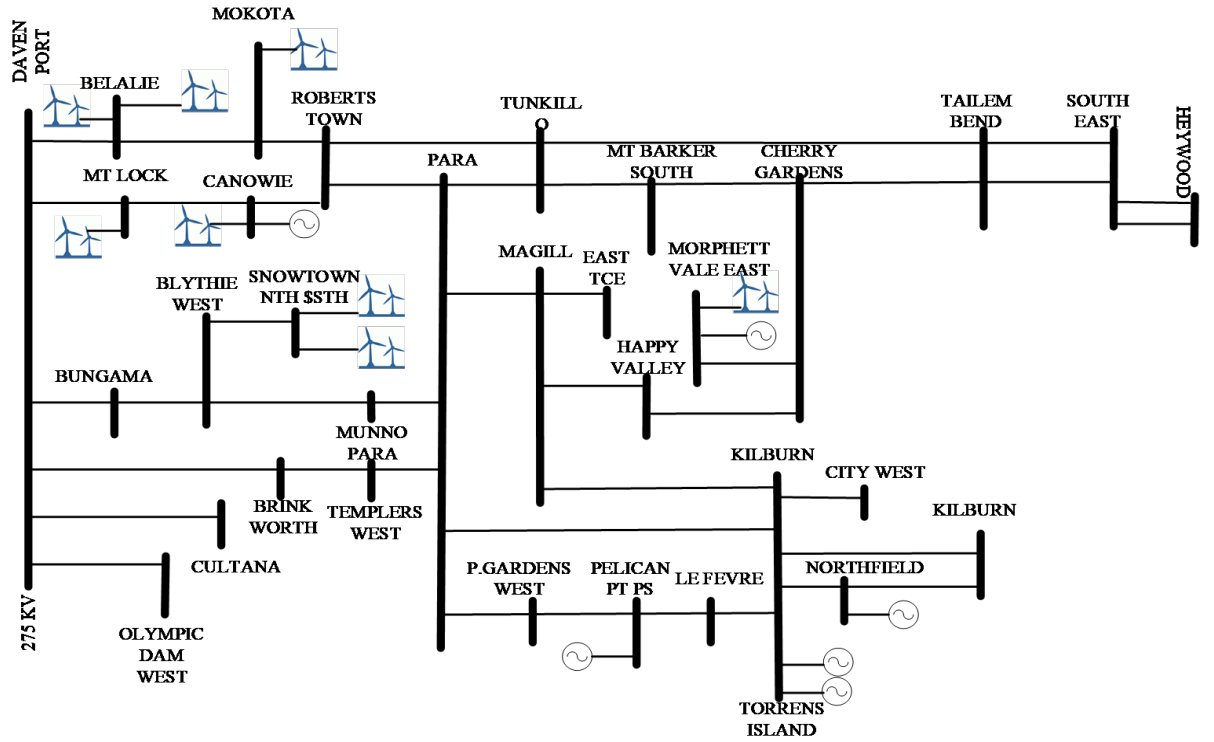 MOKOTA
DAVEN
PORT
BELALIE
ROBERTS
TOWN
TUNKILL
O
TAILEM
BEND
SOUTH
EAST
HEYWOOD
MT LOCK
CANOWIE
PARA
MT BARKER
SOUTH
CHERRY
GARDENS
MAGILL
EAST
TCE
MORPHETT
VALE EAST
BLYTHIE
WEST
SNOWTOWN
NTH $STH
HAPPY
VALLEY
BUNGAMA
MUNNO
PARA
KILBURN
CITY WEST
BRINK
WORTH
TEMPLERS
WEST
KILBURN
CULTANA
P.GARDENS
WEST
PELICAN
PT PS
LE FEVRE
NORTHFIELD
275 KV
OLYMPIC
DAM
WEST
TORRENS
ISLAND